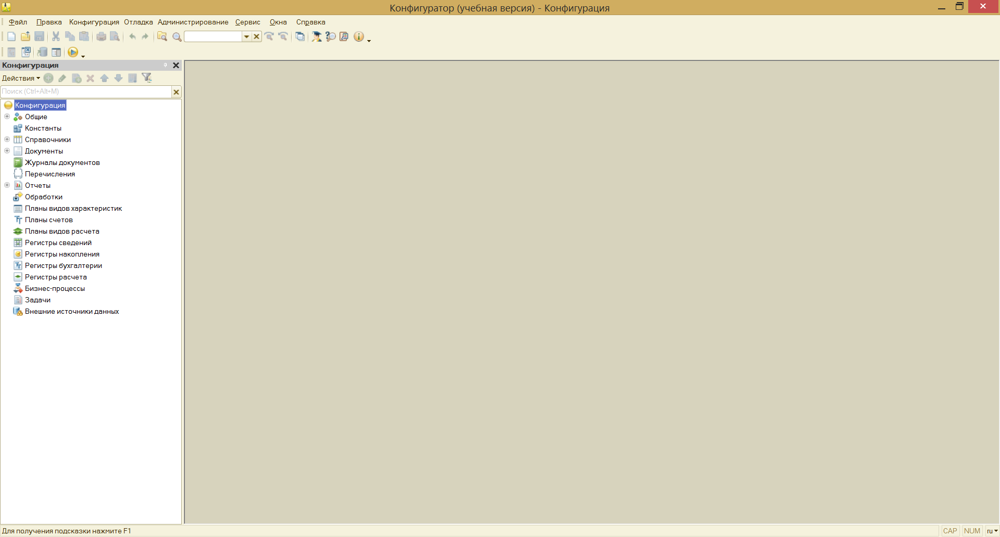 Конфигуратор (учебная версия) - Конфигурация
Файл Правка Конфигурация Отладка Администрирование Сервис Окна Справка
Конфигурация
Действия
Поиск (Ctrl+Alt+M)
Конфигурация
Общие
Константы
Справочники
Документы
Журналы документов
Перечисления
Отчеты
Обработки
Планы видов характеристик
Планы счетов
Планы видов расчета
Регистры сведений
Регистры накопления
Регистры бухгалтерии
Регистры расчета
Бизнес-процессы
Задачи
Внешние источники данных
Для получения подсказки нажмите F1 CAP NUM ru